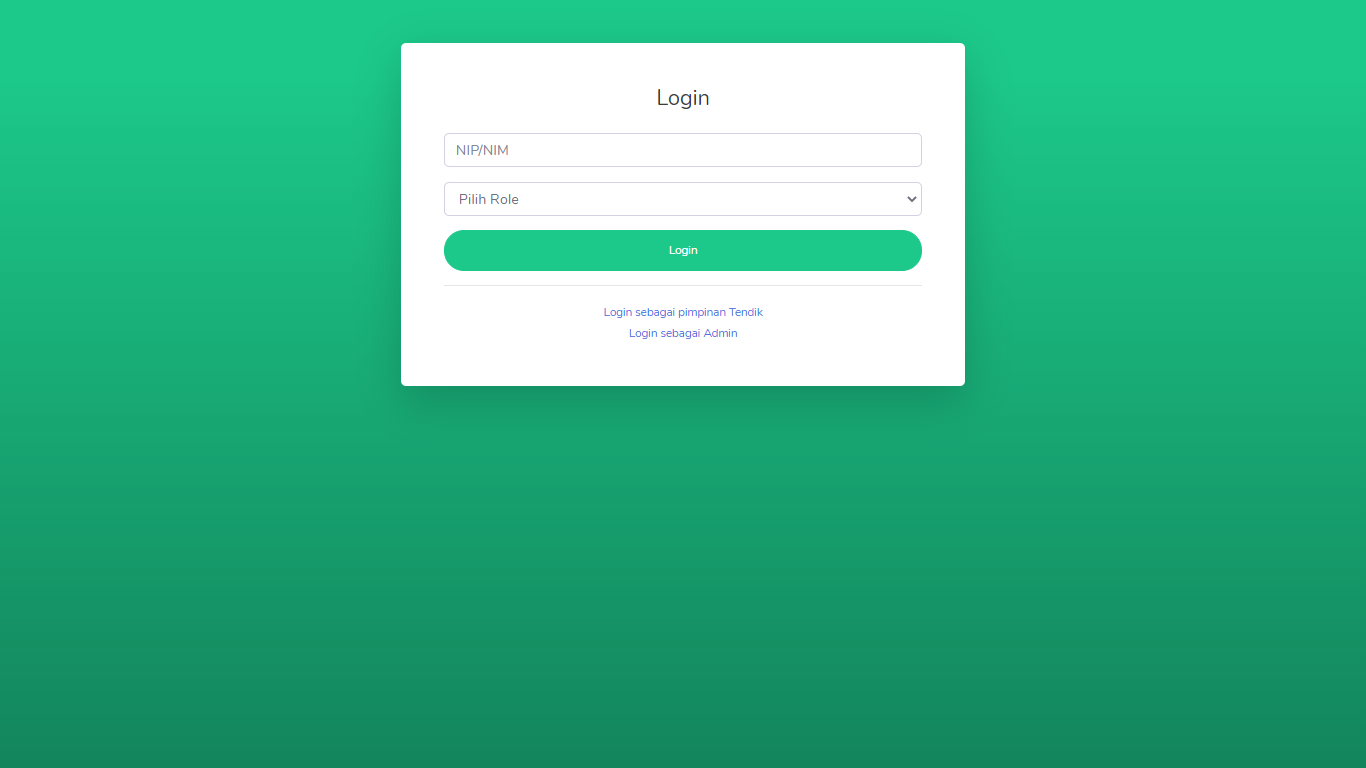 Login
NIP/NIM
Pilih Role
Login
Login sebagai pimpinan Tendik
Login sebagai Admin